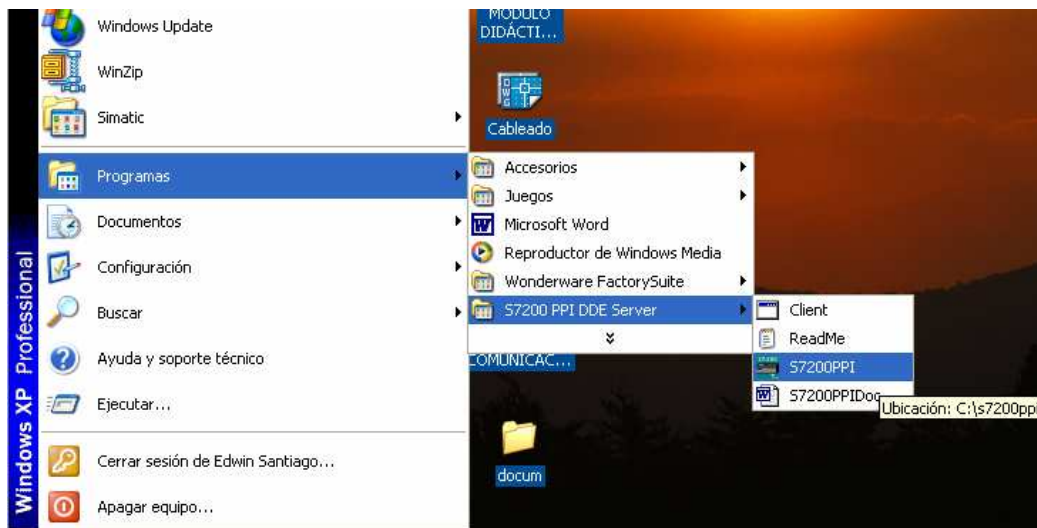 Windows Update
WinZip
Simatic
Programas
Documentos
Configuración
Buscar
Ayuda y soporte técnico
Ejecutar...
Cerrar sesión de Edwin Santiago...
Apagar equipo...
Windows XP Professional
MODULO
DIDÁCTI...
Cableado
Accesorios
Juegos
Microsoft Word
Reproductor de Windows Media
Wonderware FactorySuite
S7200 PPI DDE Server
COMUNICAC...
Client
ReadMe
S7200PPI
S7200PPIDoc
Ubicación: C:\s7200ppi
docum